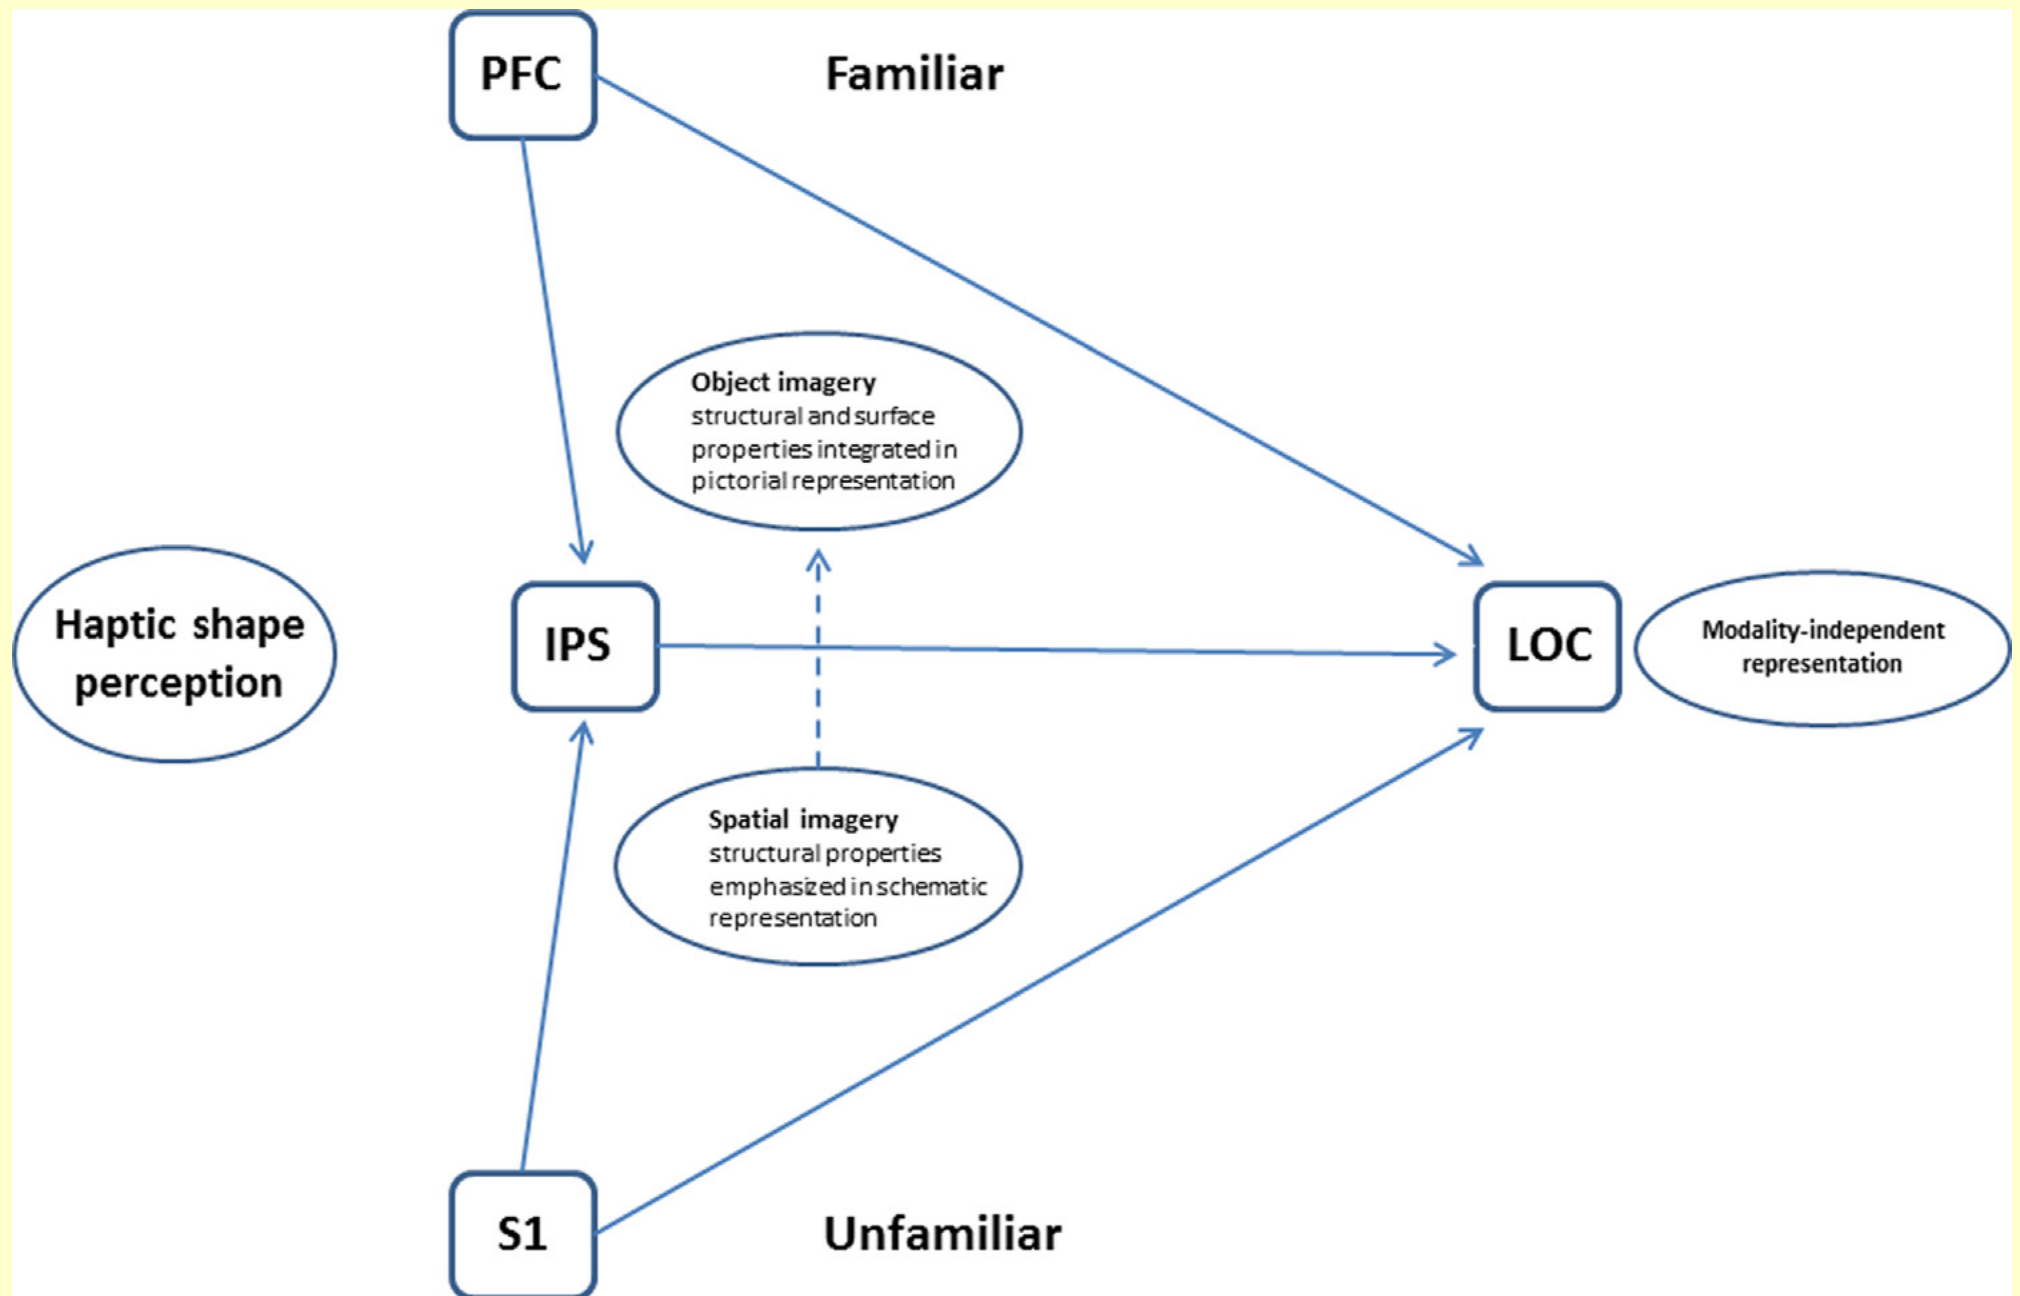 PFC
Familiar
Object imagery
structural and surface
properties integrated in
pictorial representation
Haptic shape
perception
IPS
LOC
Modality-independent
representation
Spatial imagery
structural properties
emphasized in schematic
representation
S1
Unfamiliar